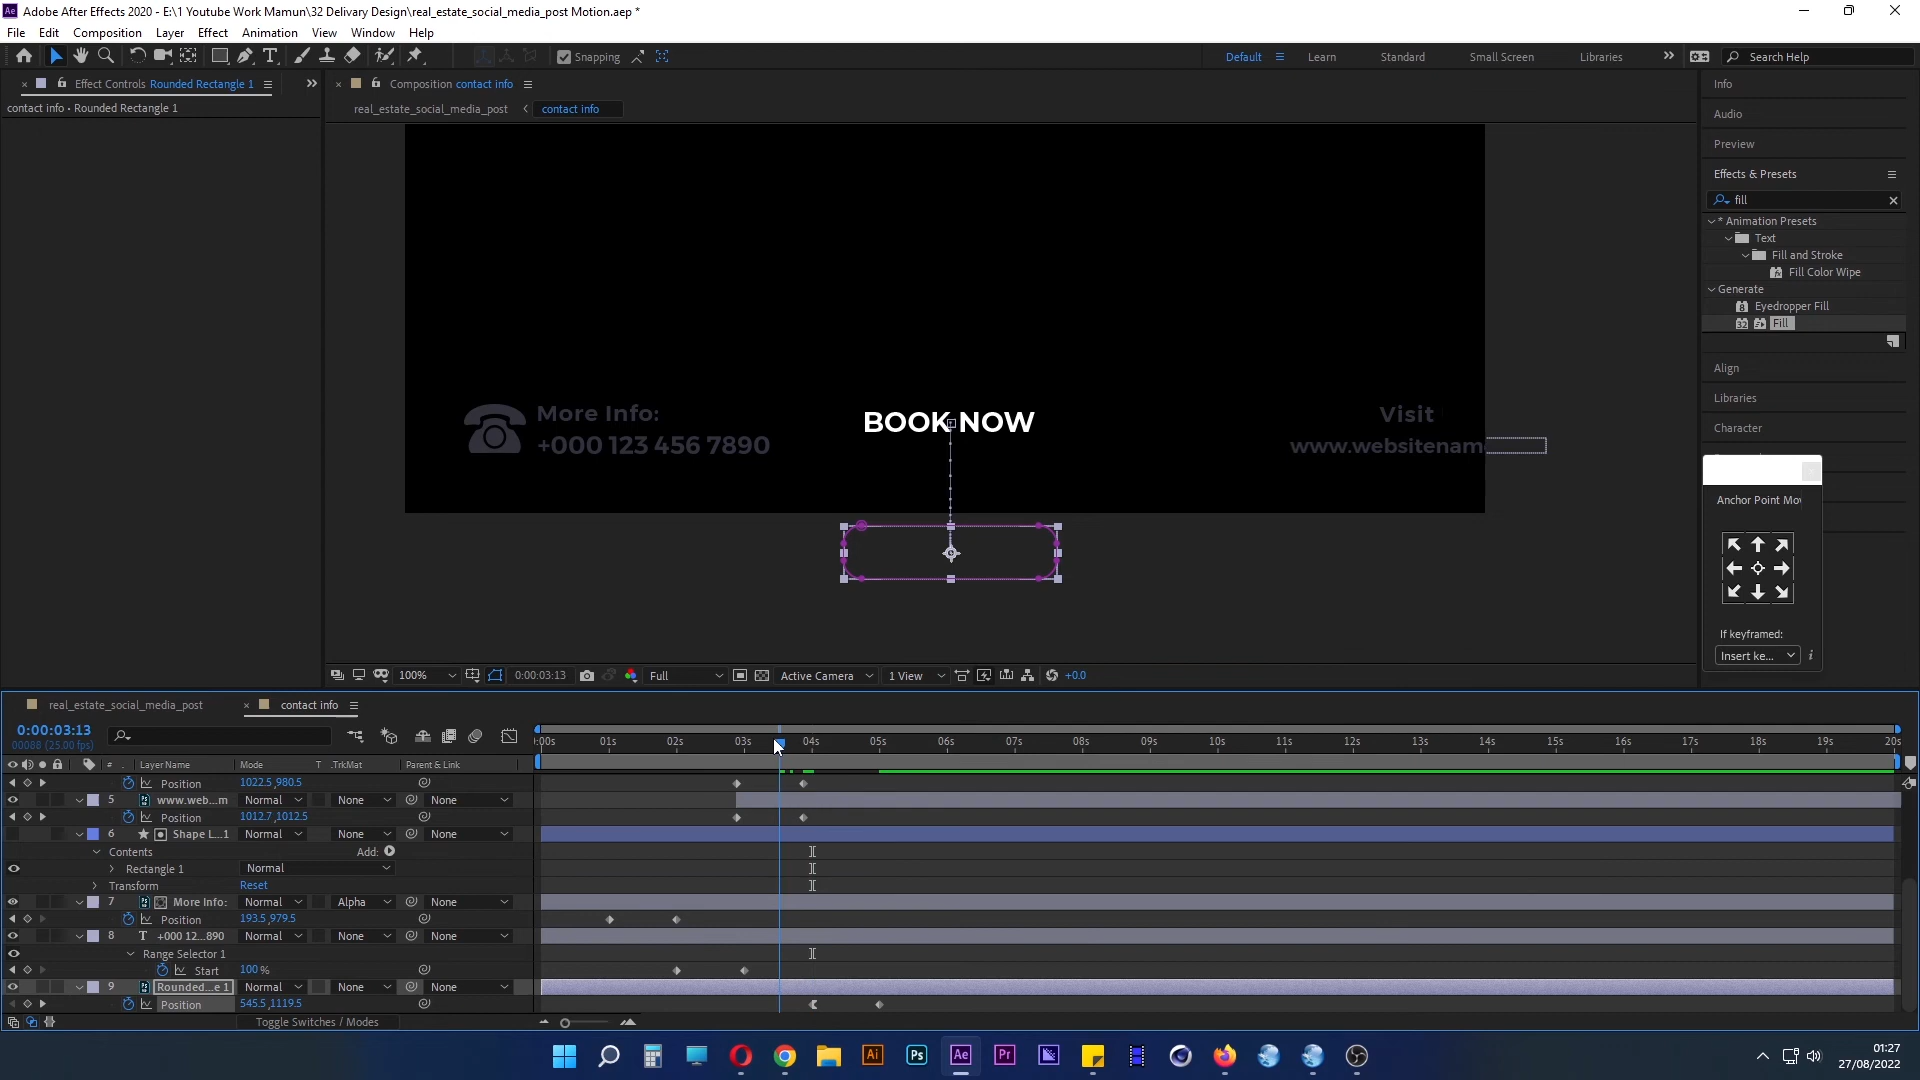 Adobe After Effects 2020 - E:\1 Youtube Work Mamun\32 Delivary Design\real_estate_social_media_post Motion.aep *
File Edit Composition Layer Effect Animation View Window Help
Snapping
Default Learn Standard Small Screen Libraries Search Help
Effect Controls Rounded Rectangle 1
contact info • Rounded Rectangle 1
Composition contact info
real_estate_social_media_post contact info
More Info:
+000 123 456 7890
BOOK NOW
Visit
www.websitenam
100% 0:00:03:13 Full Active Camera 1 View +0.0
Info
Audio
Preview
Effects & Presets
fill
* Animation Presets
Text
Fill and Stroke
Fill Color Wipe
Generate
Eyedropper Fill
Fill
Align
Libraries
Character
Anchor Point Mov
If keyframed:
Insert ke...
real_estate_social_media_post contact info
0:00:03:13
00088 (25.00 fps)
:00s 01s 02s 03s 04s 05s 06s 07s 08s 09s 10s 11s 12s 13s 14s 15s 16s 17s 18s 19s 20s
# Layer Name Mode T .TrkMat Parent & Link
Position 1022.5,980.5
5 www.web...m Normal None None
Position 1012.7,1012.5
6 Shape L...1 Normal None None
Contents Add:
Rectangle 1 Normal
Transform Reset
7 More Info: Normal Alpha None
Position 193.5,979.5
8 T +000 12...890 Normal None None
Range Selector 1
Start 100%
9 Rounded...e 1 Normal None None
Position 545.5,1119.5
Toggle Switches / Modes
01:27
27/08/2022